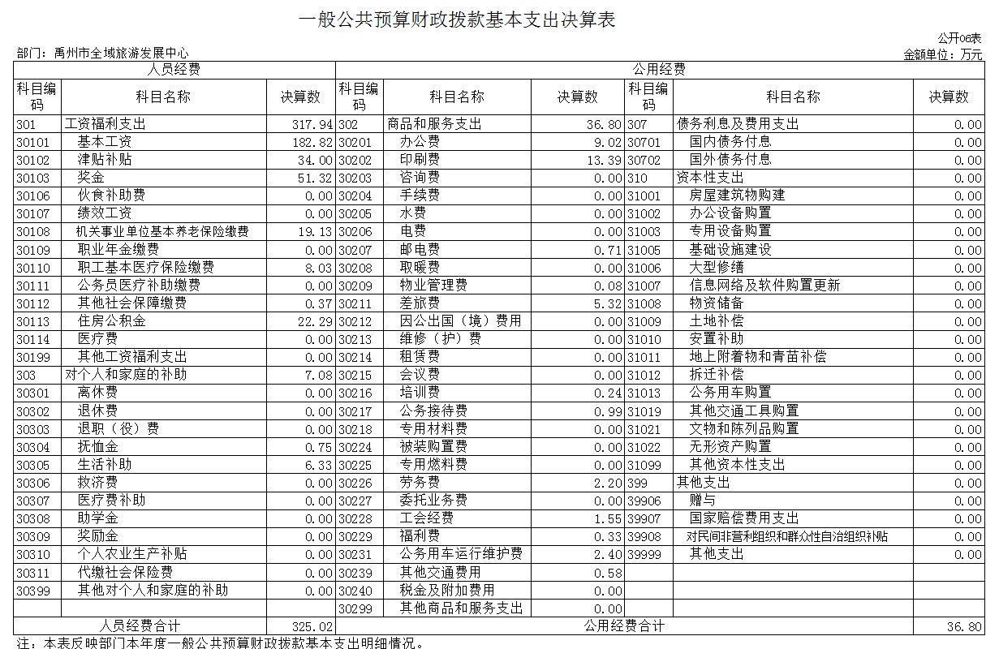 一般公共预算财政拨款基本支出决算表
公开06表
部门：禹州市全域旅游发展中心 金额单位：万元
人员经费 公用经费
科目编码 科目名称 决算数 科目编码 科目名称 决算数 科目编码 科目名称 决算数
301 工资福利支出 317.94 302 商品和服务支出 36.80 307 债务利息及费用支出 0.00
30101 基本工资 182.82 30201 办公费 9.02 30701 国内债务付息 0.00
30102 津贴补贴 34.00 30202 印刷费 13.39 30702 国外债务付息 0.00
30103 奖金 51.32 30203 咨询费 0.00 310 资本性支出 0.00
30106 伙食补助费 0.00 30204 手续费 0.00 31001 房屋建筑物购建 0.00
30107 绩效工资 0.00 30205 水费 0.00 31002 办公设备购置 0.00
30108 机关事业单位基本养老保险缴费 19.13 30206 电费 0.00 31003 专用设备购置 0.00
30109 职业年金缴费 0.00 30207 邮电费 0.71 31005 基础设施建设 0.00
30110 职工基本医疗保险缴费 8.03 30208 取暖费 0.00 31006 大型修缮 0.00
30111 公务员医疗补助缴费 0.00 30209 物业管理费 0.08 31007 信息网络及软件购置更新 0.00
30112 其他社会保障缴费 0.37 30211 差旅费 5.32 31008 物资储备 0.00
30113 住房公积金 22.29 30212 因公出国（境）费用 0.00 31009 土地补偿 0.00
30114 医疗费 0.00 30213 维修（护）费 0.00 31010 安置补助 0.00
30199 其他工资福利支出 0.00 30214 租赁费 0.00 31011 地上附着物和青苗补偿 0.00
303 对个人和家庭的补助 7.08 30215 会议费 0.00 31012 拆迁补偿 0.00
30301 离休费 0.00 30216 培训费 0.24 31013 公务用车购置 0.00
30302 退休费 0.00 30217 公务接待费 0.99 31019 其他交通工具购置 0.00
30303 退职（役）费 0.00 30218 专用材料费 0.00 31021 文物和陈列品购置 0.00
30304 抚恤金 0.75 30224 被装购置费 0.00 31022 无形资产购置 0.00
30305 生活补助 6.33 30225 专用燃料费 0.00 31099 其他资本性支出 0.00
30306 救济费 0.00 30226 劳务费 2.20 399 其他支出 0.00
30307 医疗费补助 0.00 30227 委托业务费 0.00 39906 赠与 0.00
30308 助学金 0.00 30228 工会经费 1.55 39907 国家赔偿费用支出 0.00
30309 奖励金 0.00 30229 福利费 0.33 39908 对民间非营利组织和群众性自治组织补贴 0.00
30310 个人农业生产补贴 0.00 30231 公务用车运行维护费 2.40 39999 其他支出 0.00
30311 代缴社会保险费 0.00 30239 其他交通费用 0.58
30399 其他对个人和家庭的补助 0.00 30240 税金及附加费用 0.00
30299 其他商品和服务支出 0.00
人员经费合计 325.02 公用经费合计 36.80
注：本表反映部门本年度一般公共预算财政拨款基本支出明细情况。